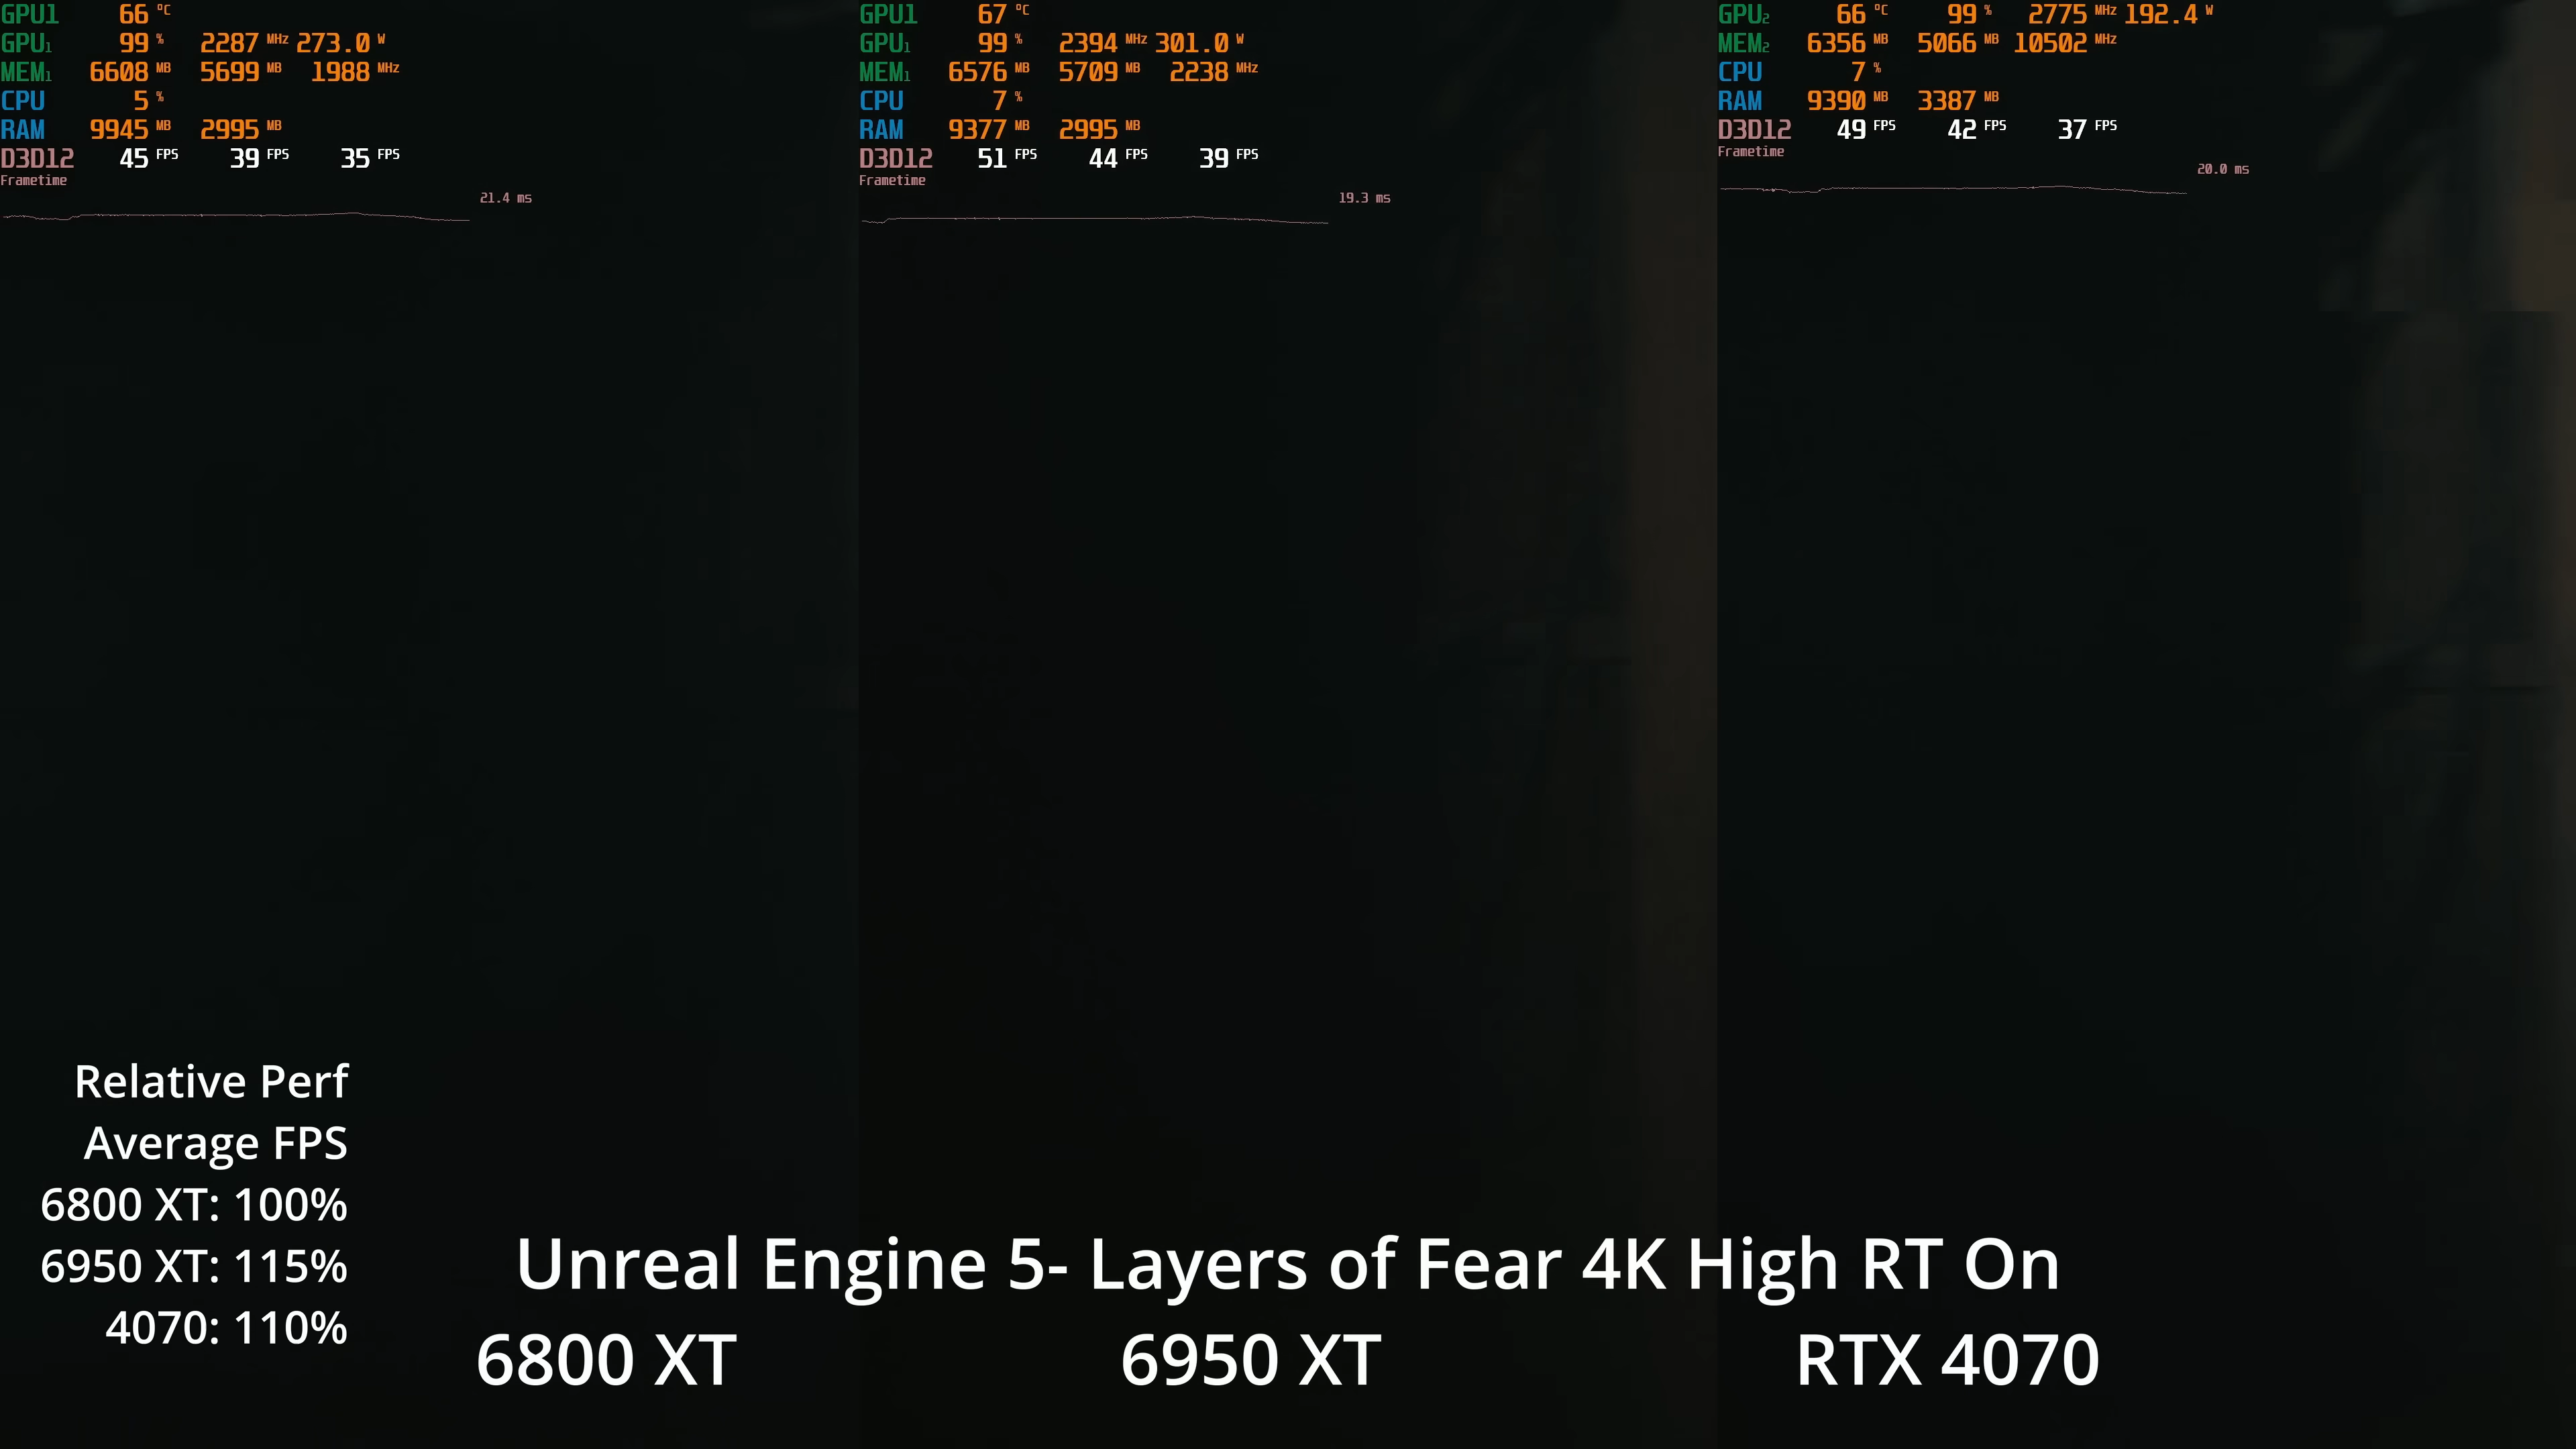 GPU1 66 °C
GPU1 99 % 2287 MHz 273.0 W
MEM1 6608 MB 5699 MB 1988 MHz
CPU 5 %
RAM 9945 MB 2995 MB
D3D12 45 FPS 39 FPS 35 FPS
Frametime
21.4 ms
GPU1 67 °C
GPU1 99 % 2394 MHz 301.0 W
MEM1 6576 MB 5709 MB 2238 MHz
CPU 7 %
RAM 9377 MB 2995 MB
D3D12 51 FPS 44 FPS 39 FPS
Frametime
19.3 ms
GPU2 66 °C 99 % 2775 MHz 192.4 W
MEM2 6356 MB 5066 MB 10502 MHz
CPU 7 %
RAM 9390 MB 3387 MB
D3D12 49 FPS 42 FPS 37 FPS
Frametime
20.0 ms
Relative Perf
Average FPS
6800 XT: 100%
6950 XT: 115%
4070: 110%
Unreal Engine 5- Layers of Fear 4K High RT On
6800 XT 6950 XT RTX 4070